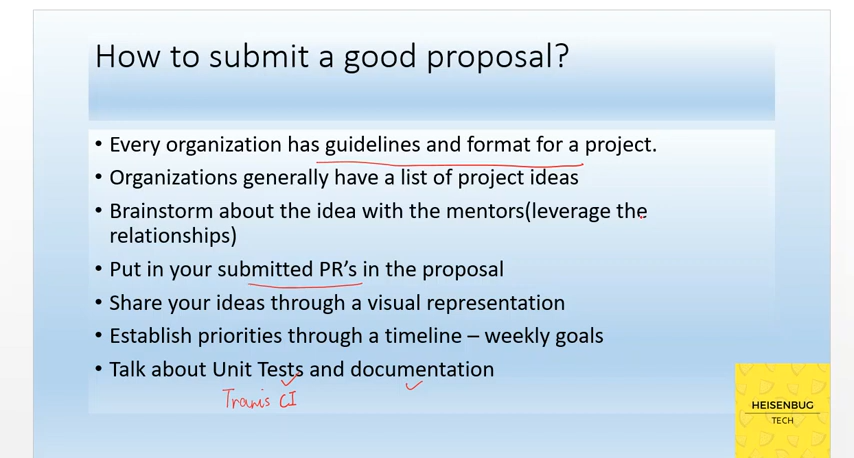 How to submit a good proposal?
• Every organization has guidelines and format for a project.
• Organizations generally have a list of project ideas
• Brainstorm about the idea with the mentors(leverage the
relationships)
• Put in your submitted PR's in the proposal
• Share your ideas through a visual representation
• Establish priorities through a timeline – weekly goals
• Talk about Unit Tests and documentation
Travis CI
HEISENBUG
TECH